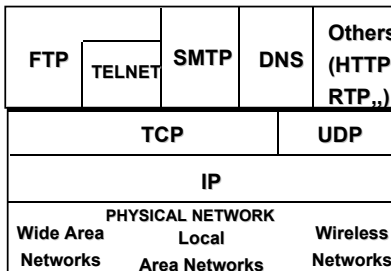 FTP TELNET SMTP DNS Others
(HTTP
RTP,,)
TCP UDP
IP
PHYSICAL NETWORK
Wide Area Local Wireless
Networks Area Networks Networks